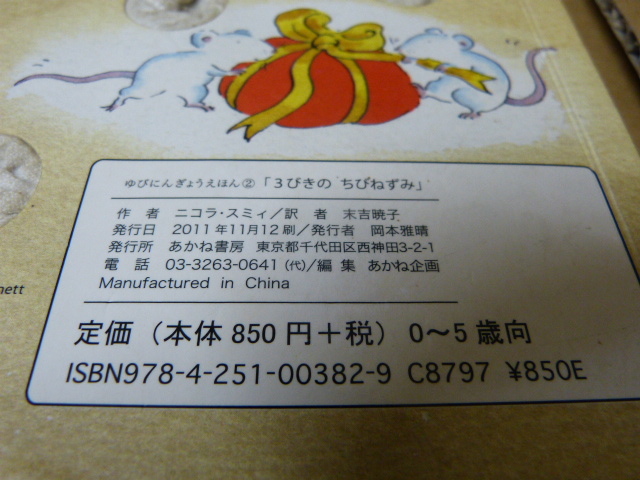 ゆびにんぎょうえほん②「3びきの ちびねずみ」
作 者 ニコラ・スミィ／訳 者 末吉暁子
発行日 2011年11月12刷／発行者 岡本雅晴
発行所 あかね書房 東京都千代田区西神田3-2-1
電 話 03-3263-0641（代）／編 集 あかね企画
Manufactured in China
nett
定価（本体850円＋税）0〜5歳向
ISBN978-4-251-00382-9 C8797 ¥850E